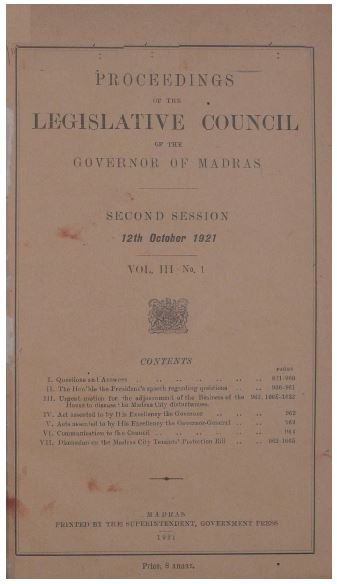 PROCEEDINGS
OF THE
LEGISLATIVE COUNCIL
OF THE
GOVERNOR OF MADRAS
SECOND SESSION
12th October 1921
VOL. III No. 1
CONTENTS
PAGES
I. Questions and Answers .. .. .. .. .. .. ..
II. The Hon'ble the President's speech regarding questions .. ..
III. Urgent motion for the adjournment of the Business of the
House to discuss the Madras City disturbances.
IV. Act assented to by His Excellency the Governor .. .. .. 962
V. Acts assented to by His Excellency the Governor-General .. ..
VI. Communication to the Council .. .. .. .. .. ..
VII. Discussion on the Madras City Tenants' Protection Bill .. ..
MADRAS
PRINTED BY THE SUPERINTENDENT, GOVERNMENT PRESS
1921
Price, 8 annas.